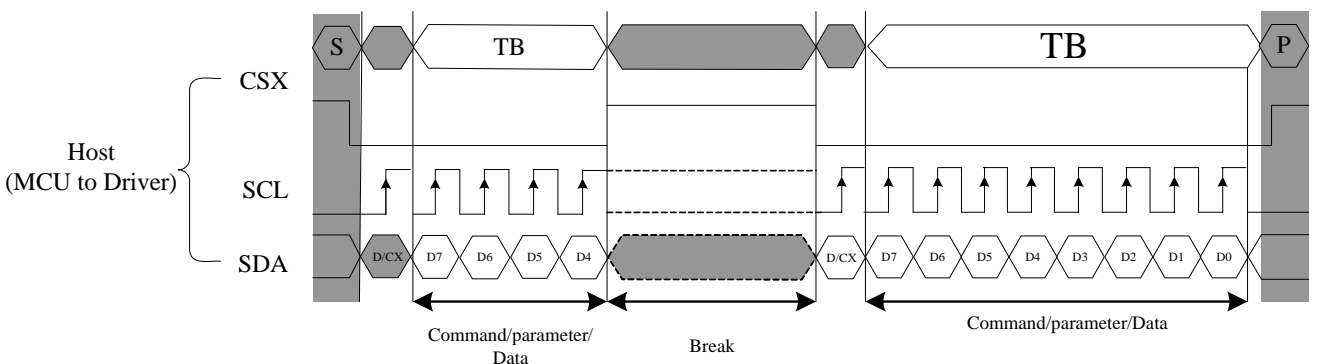 S TB TB P
CSX
Host
(MCU to Driver)
SCL
SDA
D/CX D7 D6 D5 D4 D/CX D7 D6 D5 D4 D3 D2 D1 D0
Command/parameter/
Data
Break
Command/parameter/Data